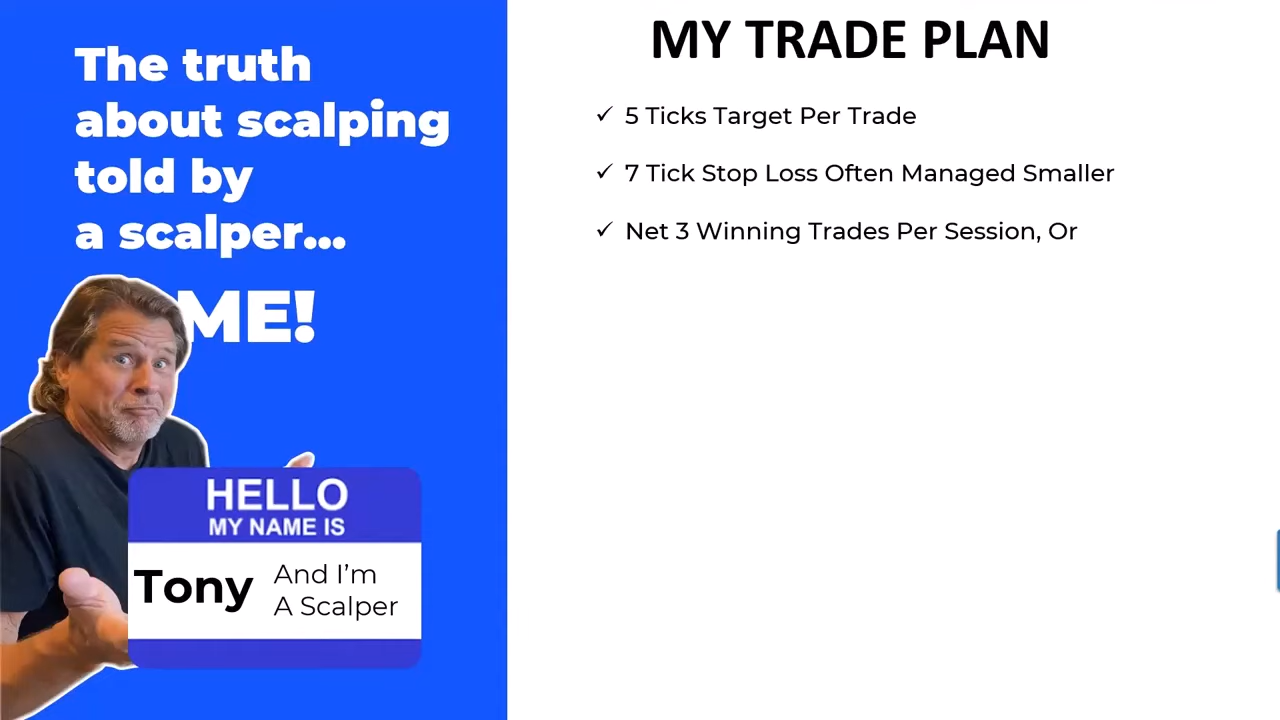 The truth
about scalping
told by
a scalper...
ME!
HELLO
MY NAME IS
Tony
And I’m
A Scalper
MY TRADE PLAN
✓ 5 Ticks Target Per Trade
✓ 7 Tick Stop Loss Often Managed Smaller
✓ Net 3 Winning Trades Per Session, Or